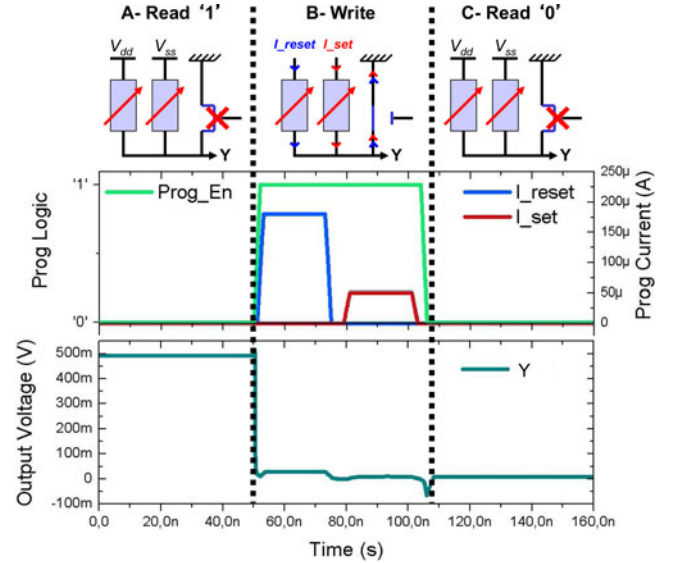 A- Read ‘1’ B- Write C- Read ‘0’
Vdd Vss I_reset I_set Vdd Vss
Y Y Y
'1' Prog_En I_reset 250µ
I_set 200µ
Prog Logic 150µ Prog Current (A)
100µ
50µ
'0' 0
500m Y
400m
300m
Output Voltage (V)
200m
100m
0
-100m
0,0 20,0n 40,0n 60,0n 80,0n 100,0n 120,0n 140,0n 160,0n
Time (s)